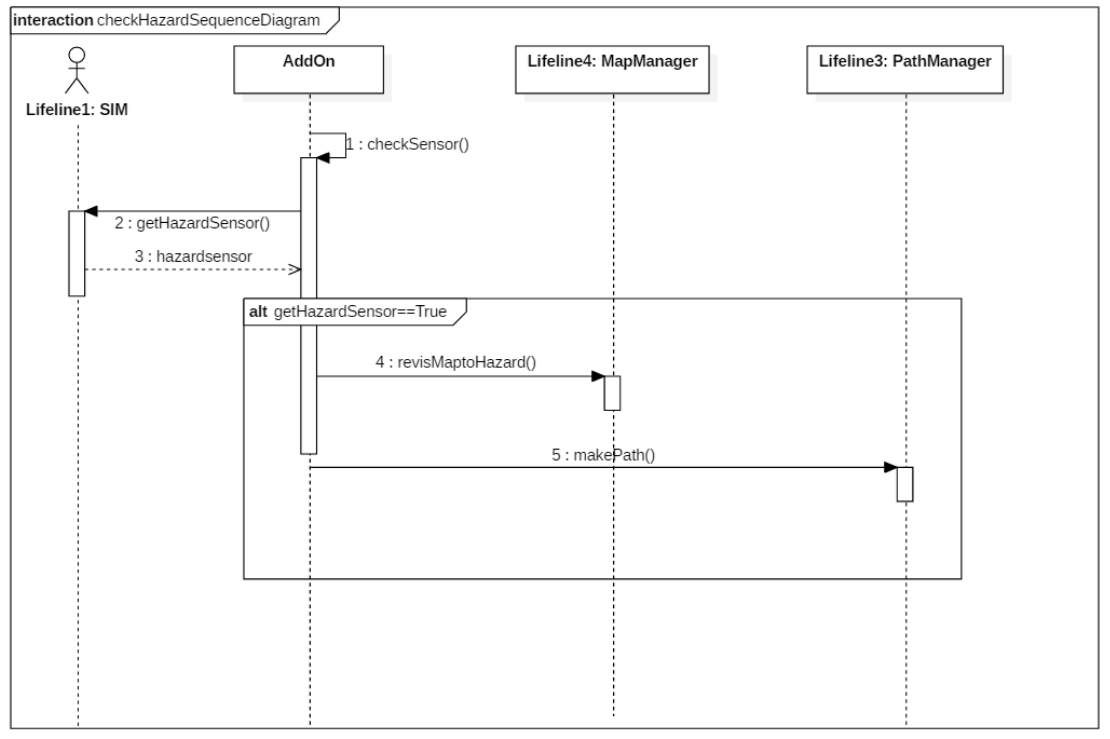 interaction checkHazardSequenceDiagram
Lifeline1: SIM
AddOn
Lifeline4: MapManager
Lifeline3: PathManager
1 : checkSensor()
2 : getHazardSensor()
3 : hazardsensor
alt getHazardSensor==True
4 : revisMaptoHazard()
5 : makePath()